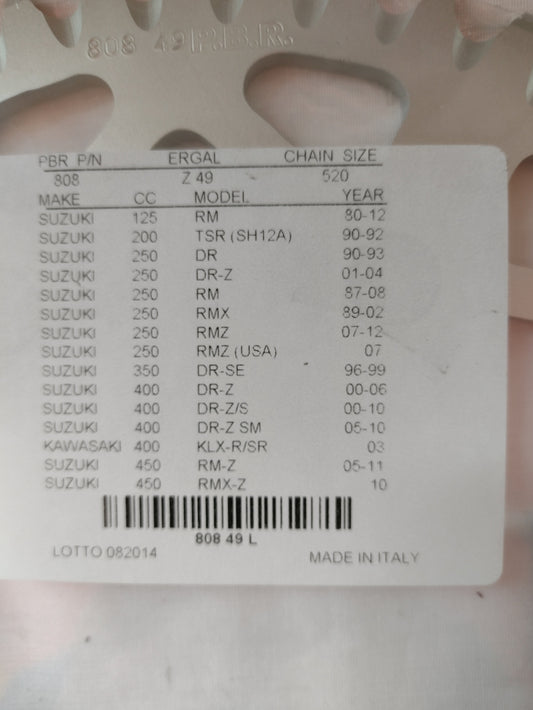 808 49 P.B.R.
PBR P/N ERGAL CHAIN SIZE
808 Z 49 520
MAKE CC MODEL YEAR
SUZUKI 125 RM 80-12
SUZUKI 200 TSR (SH12A) 90-92
SUZUKI 250 DR 90-93
SUZUKI 250 DR-Z 01-04
SUZUKI 250 RM 87-08
SUZUKI 250 RMX 89-02
SUZUKI 250 RMZ 07-12
SUZUKI 250 RMZ (USA) 07
SUZUKI 350 DR-SE 96-99
SUZUKI 400 DR-Z 00-06
SUZUKI 400 DR-Z/S 00-10
SUZUKI 400 DR-Z SM 05-10
KAWASAKI 400 KLX-R/SR 03
SUZUKI 450 RM-Z 05-11
SUZUKI 450 RMX-Z 10
808 49 L
LOTTO 082014 MADE IN ITALY